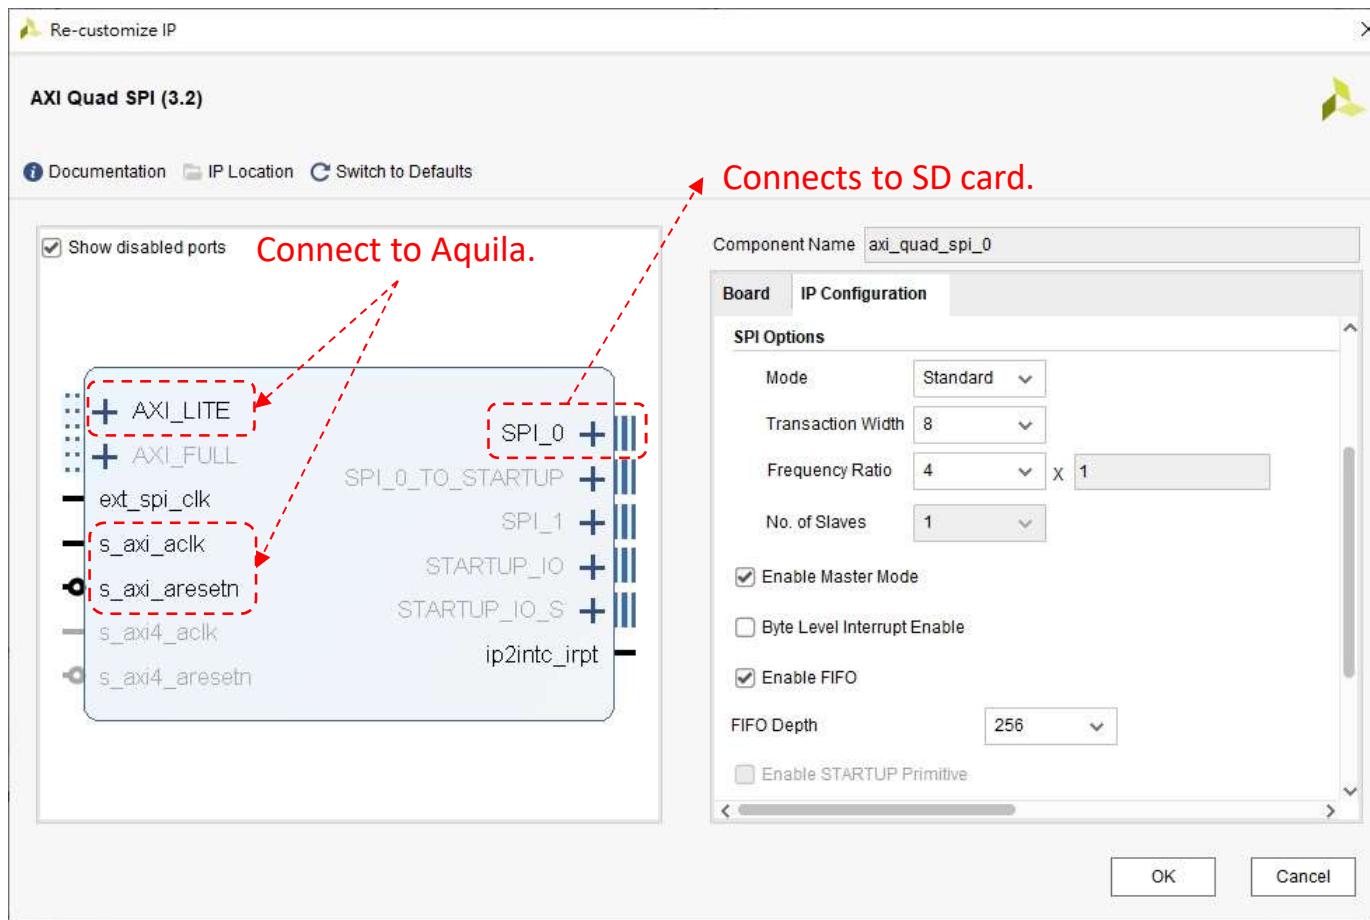 Re-customize IP
AXI Quad SPI (3.2)
Documentation IP Location Switch to Defaults
Connects to SD card.
Show disabled ports
Connect to Aquila.
AXI_LITE
AXI_FULL
ext_spi_clk
s_axi_aclk
s_axi_aresetn
s_axi4_aclk
s_axi4_aresetn
SPI_0
SPI_0_TO_STARTUP
SPI_1
STARTUP_IO
STARTUP_IO_S
ip2intc_irpt
Component Name axi_quad_spi_0
Board IP Configuration
SPI Options
Mode Standard
Transaction Width 8
Frequency Ratio 4 X 1
No. of Slaves 1
Enable Master Mode
Byte Level Interrupt Enable
Enable FIFO
FIFO Depth 256
Enable STARTUP Primitive
OK Cancel